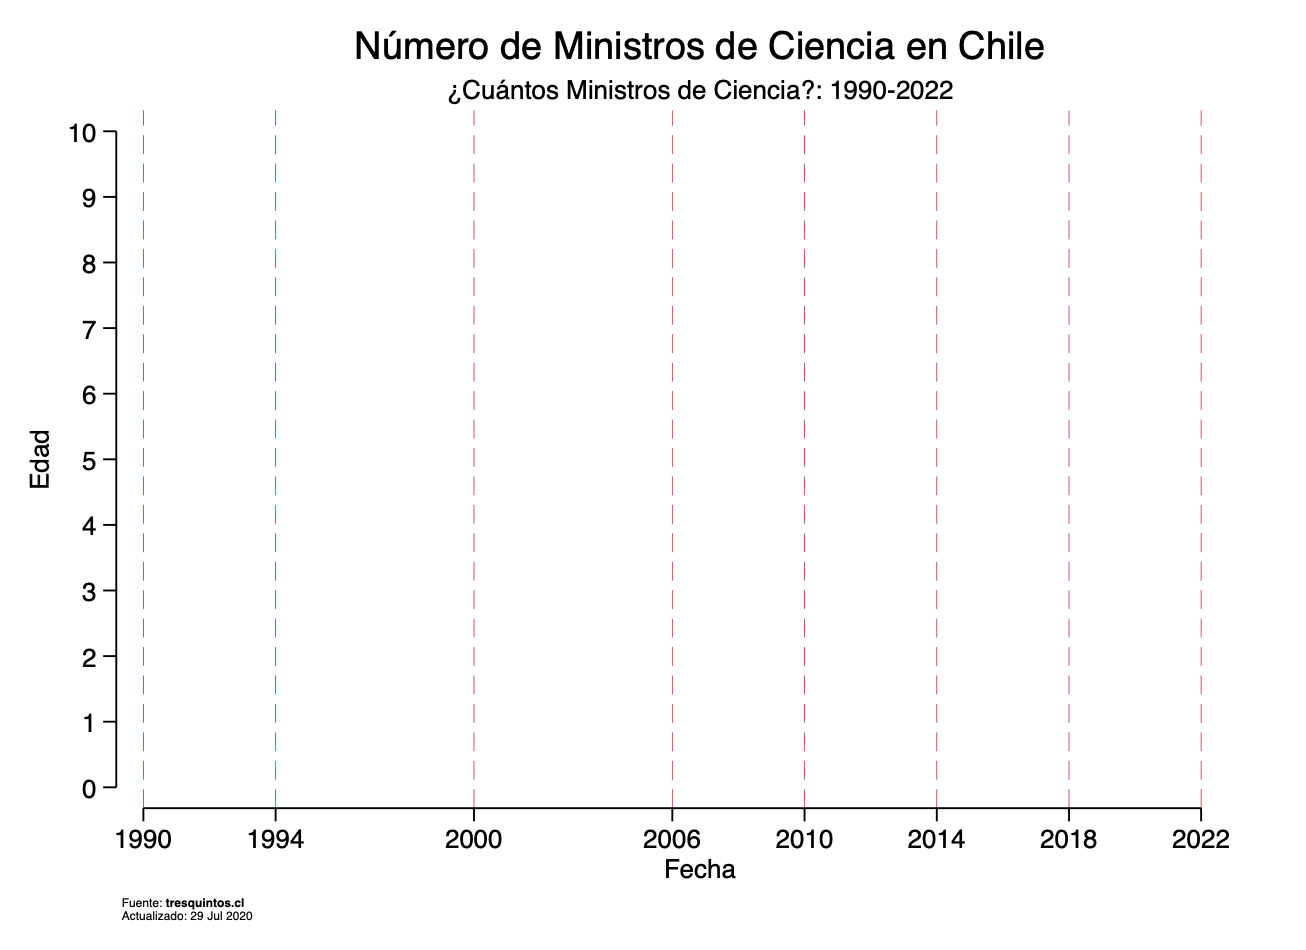 Número de Ministros de Ciencia en Chile
¿Cuántos Ministros de Ciencia?: 1990-2022
10
9
8
7
6
5
4
3
2
1
0
Edad
1990 1994 2000 2006 2010 2014 2018 2022
Fecha
Fuente: tresquintos.cl
Actualizado: 29 Jul 2020